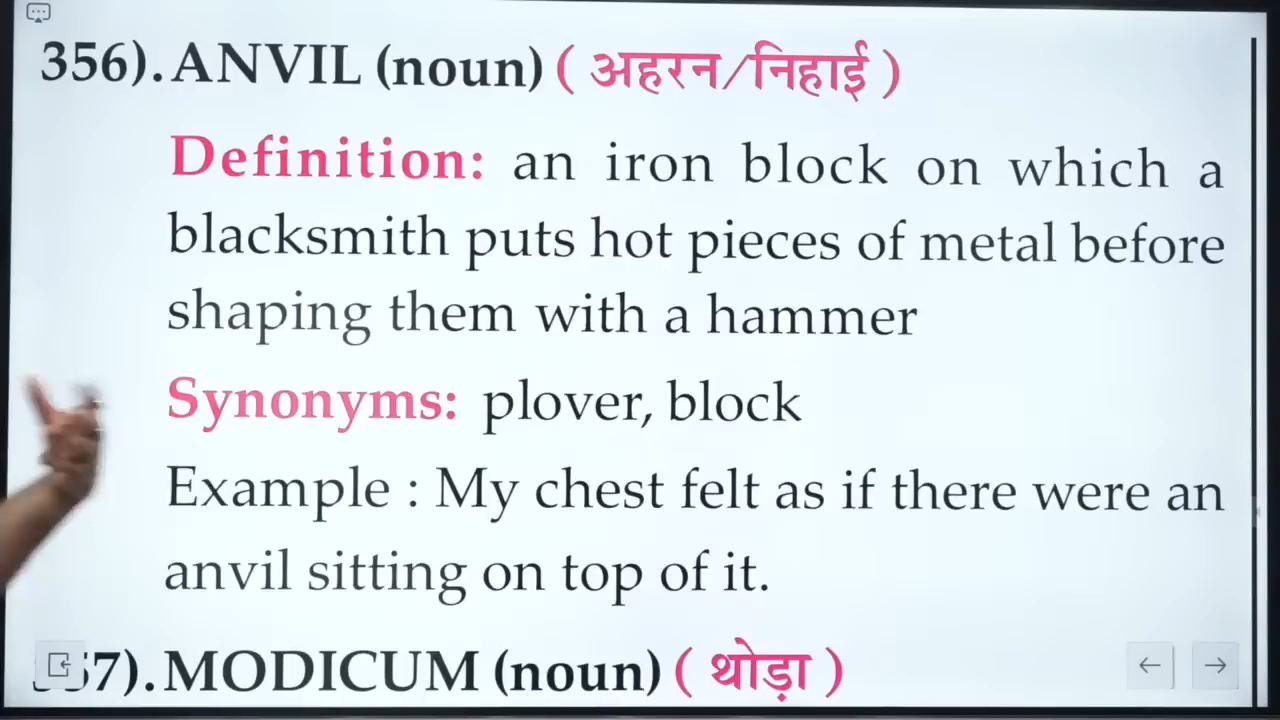 356). ANVIL (noun) ( अहरन/निहाई )
Definition: an iron block on which a
blacksmith puts hot pieces of metal before
shaping them with a hammer
Synonyms: plover, block
Example : My chest felt as if there were an
anvil sitting on top of it.
57). MODICUM (noun) ( थोड़ा )